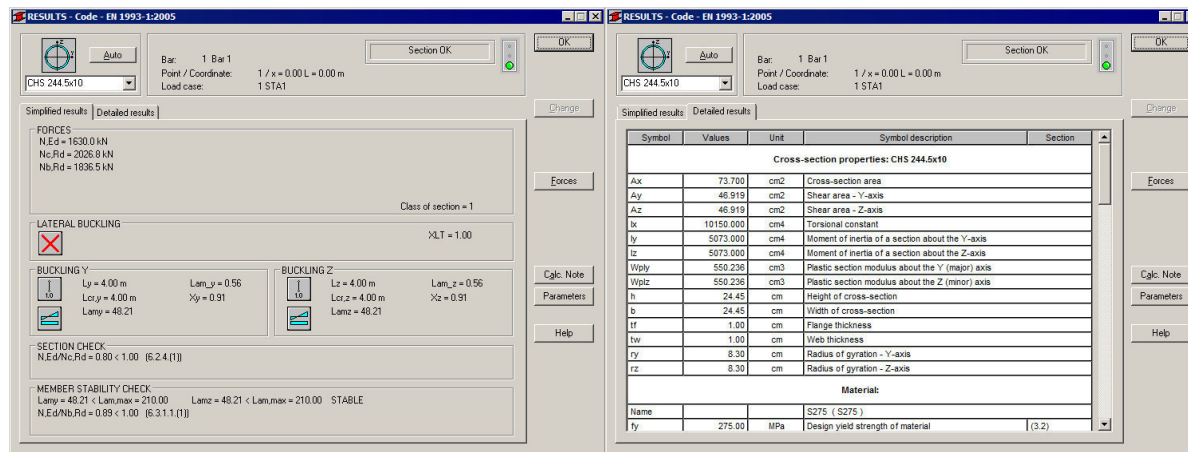 RESULTS - Code - EN 1993-1:2005
Auto
CHS 244.5x10
Bar: 1 Bar 1
Point / Coordinate: 1 / x = 0.00 L = 0.00 m
Load case: 1 STA1
Section OK
OK
Change
Forces
Calc. Note
Parameters
Help
Simplified results Detailed results
FORCES
N,Ed = 1630.0 kN
Nc,Rd = 2026.8 kN
Nb,Rd = 1836.5 kN
Class of section = 1
LATERAL BUCKLING
XLT = 1.00
BUCKLING Y
1.0
Ly = 4.00 m Lam_y = 0.56
Lcr,y = 4.00 m Xy = 0.91
Lamy = 48.21
BUCKLING Z
1.0
Lz = 4.00 m Lam_z = 0.56
Lcr,z = 4.00 m Xz = 0.91
Lamz = 48.21
SECTION CHECK
N,Ed/Nc,Rd = 0.80 < 1.00 (6.2.4.(1))
MEMBER STABILITY CHECK
Lamy = 48.21 < Lam,max = 210.00 Lamz = 48.21 < Lam,max = 210.00 STABLE
N,Ed/Nb,Rd = 0.89 < 1.00 (6.3.1.1.(1))
RESULTS - Code - EN 1993-1:2005
Auto
CHS 244.5x10
Bar: 1 Bar 1
Point / Coordinate: 1 / x = 0.00 L = 0.00 m
Load case: 1 STA1
Section OK
OK
Change
Forces
Calc. Note
Parameters
Help
Simplified results Detailed results
Symbol Values Unit Symbol description Section
Cross-section properties: CHS 244.5x10
Ax 73.700 cm2 Cross-section area
Ay 46.919 cm2 Shear area - Y-axis
Az 46.919 cm2 Shear area - Z-axis
Ix 10150.000 cm4 Torsional constant
Iy 5073.000 cm4 Moment of inertia of a section about the Y-axis
Iz 5073.000 cm4 Moment of inertia of a section about the Z-axis
Wply 550.236 cm3 Plastic section modulus about the Y (major) axis
Wplz 550.236 cm3 Plastic section modulus about the Z (minor) axis
h 24.45 cm Height of cross-section
b 24.45 cm Width of cross-section
tf 1.00 cm Flange thickness
tw 1.00 cm Web thickness
ry 8.30 cm Radius of gyration - Y-axis
rz 8.30 cm Radius of gyration - Z-axis
Material:
Name S275 ( S275 )
fy 275.00 MPa Design yield strength of material (3.2)